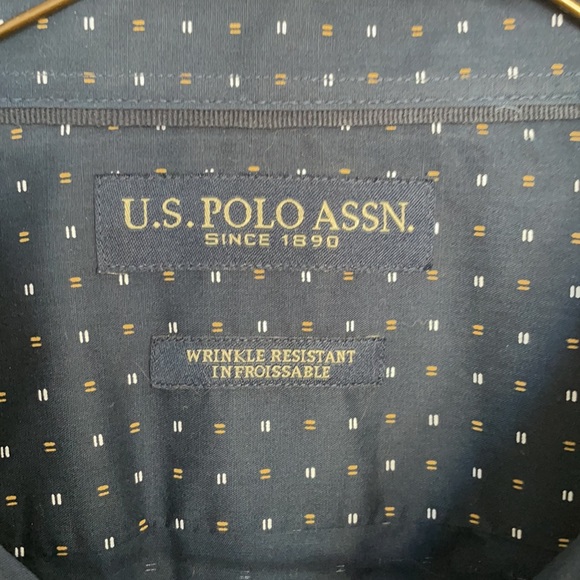 U.S. POLO ASSN.
SINCE 1890
WRINKLE RESISTANT
INFROISSABLE